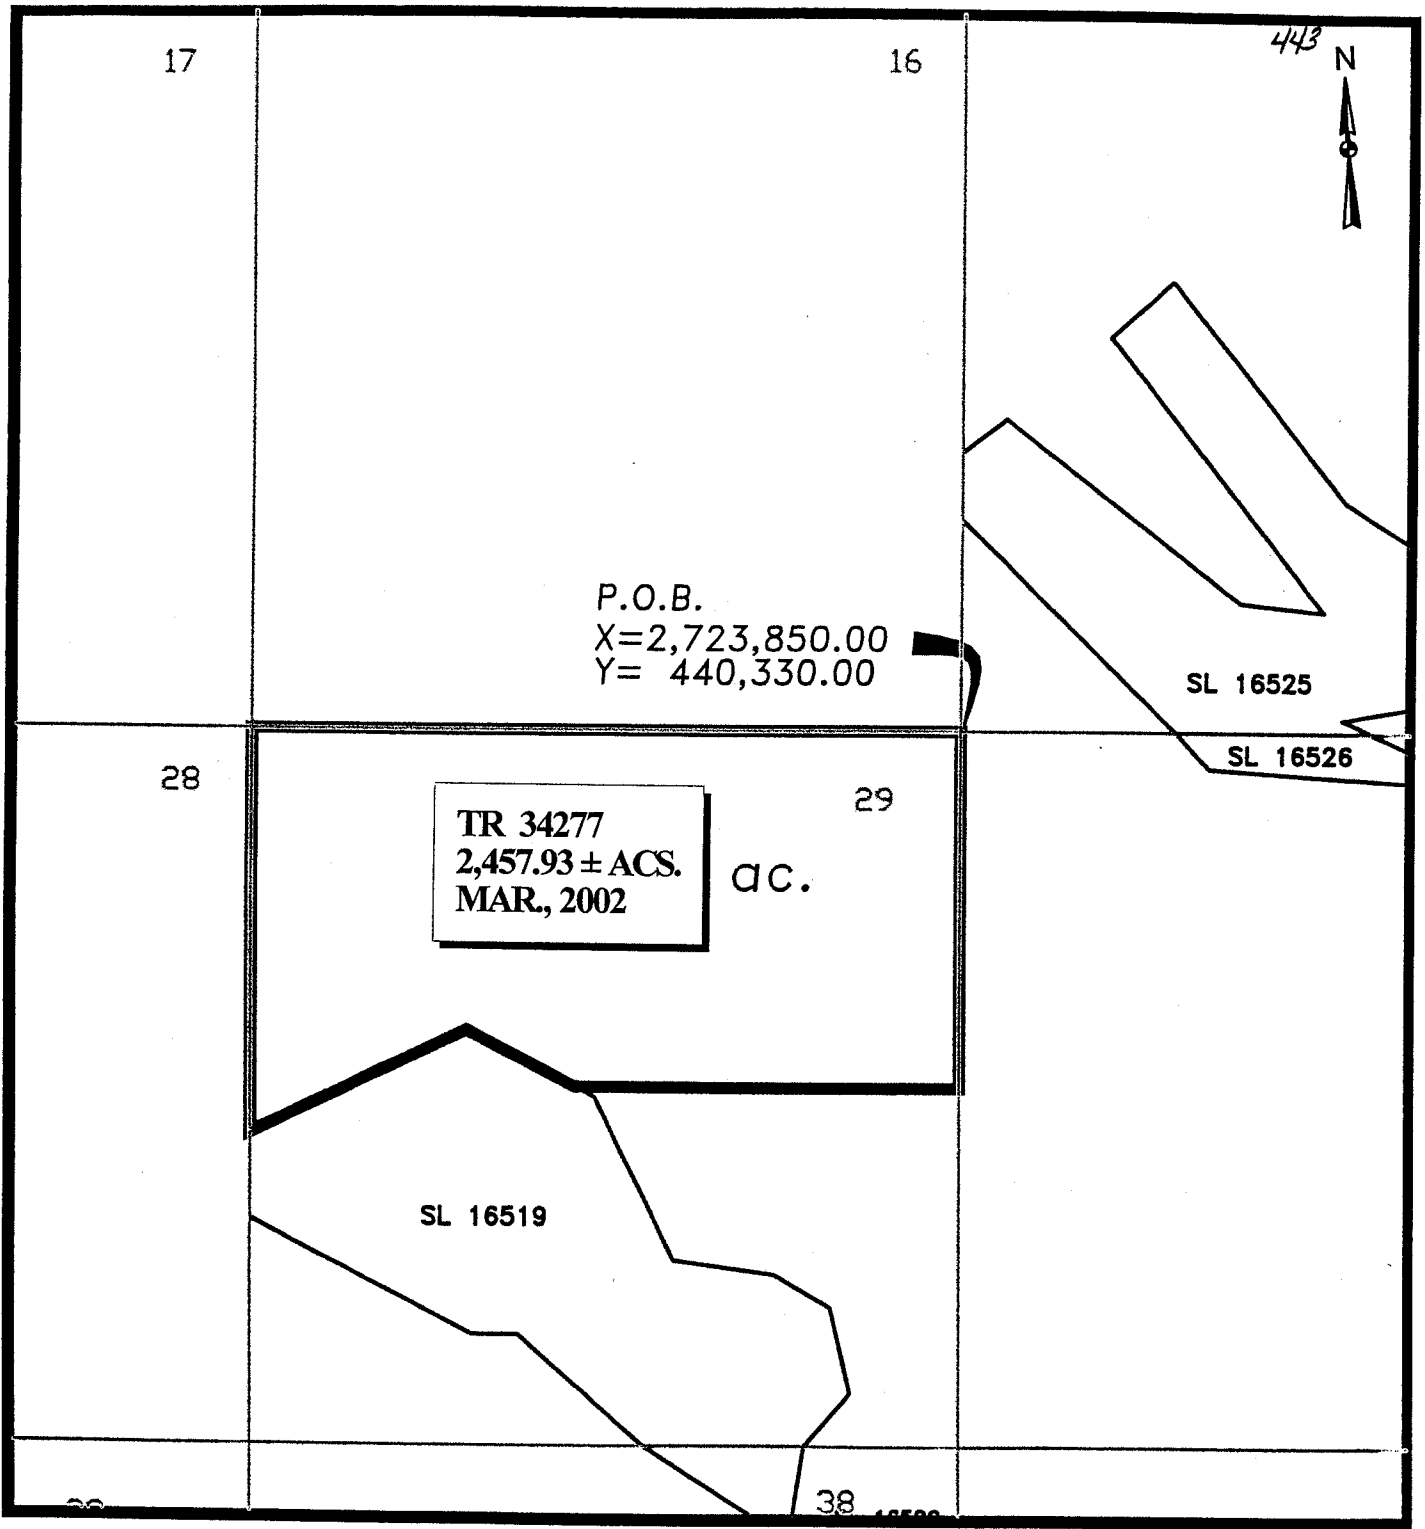 443
17
16
N
P.O.B.
X=2,723,850.00
Y= 440,330.00
SL 16525
SL 16526
28
29
TR 34277
2,457.93 ± ACS.
MAR., 2002
ac.
SL 16519
38